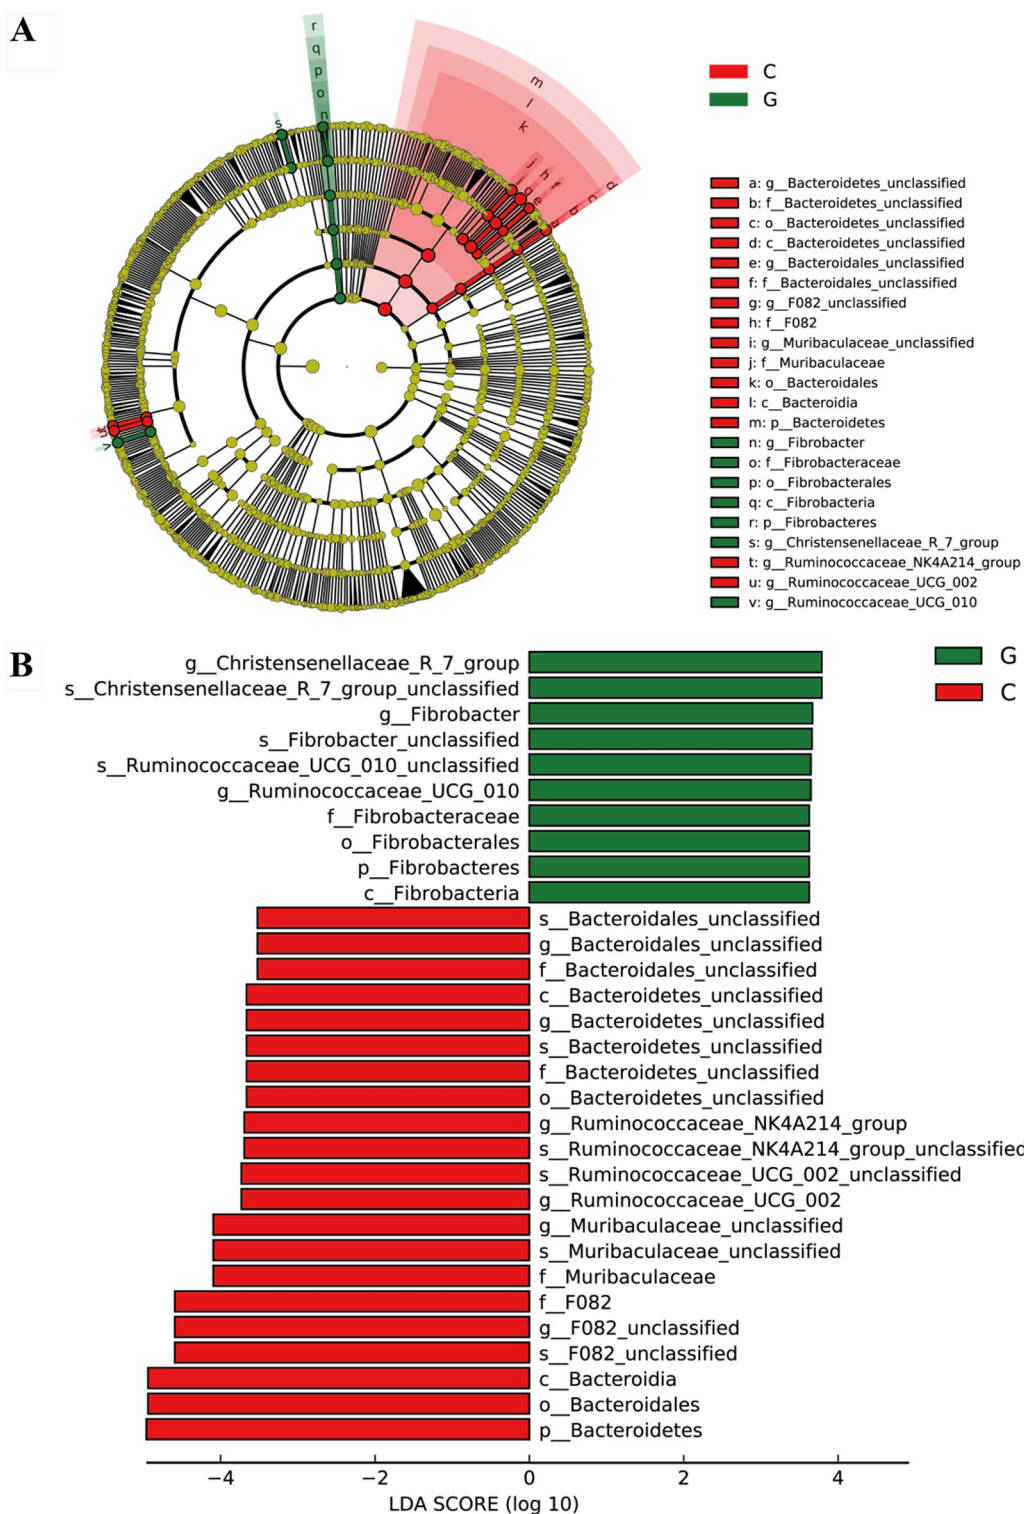 A
r
q
p
o
n
s
m
l
k
j
h
f
d
c
b
a
v
C
G
a: g__Bacteroidetes_unclassified
b: f__Bacteroidetes_unclassified
c: o__Bacteroidetes_unclassified
d: c__Bacteroidetes_unclassified
e: g__Bacteroidales_unclassified
f: f__Bacteroidales_unclassified
g: g__F082_unclassified
h: f__F082
i: g__Muribaculaceae_unclassified
j: f__Muribaculaceae
k: o__Bacteroidales
l: c__Bacteroidia
m: p__Bacteroidetes
n: g__Fibrobacter
o: f__Fibrobacteraceae
p: o__Fibrobacterales
q: c__Fibrobacteria
r: p__Fibrobacteres
s: g__Christensenellaceae_R_7_group
t: g__Ruminococcaceae_NK4A214_group
u: g__Ruminococcaceae_UCG_002
v: g__Ruminococcaceae_UCG_010
B
G
C
g__Christensenellaceae_R_7_group
s__Christensenellaceae_R_7_group_unclassified
g__Fibrobacter
s__Fibrobacter_unclassified
s__Ruminococcaceae_UCG_010_unclassified
g__Ruminococcaceae_UCG_010
f__Fibrobacteraceae
o__Fibrobacterales
p__Fibrobacteres
c__Fibrobacteria
s__Bacteroidales_unclassified
g__Bacteroidales_unclassified
f__Bacteroidales_unclassified
c__Bacteroidetes_unclassified
g__Bacteroidetes_unclassified
s__Bacteroidetes_unclassified
f__Bacteroidetes_unclassified
o__Bacteroidetes_unclassified
g__Ruminococcaceae_NK4A214_group
s__Ruminococcaceae_NK4A214_group_unclassified
s__Ruminococcaceae_UCG_002_unclassified
g__Ruminococcaceae_UCG_002
g__Muribaculaceae_unclassified
s__Muribaculaceae_unclassified
f__Muribaculaceae
f__F082
g__F082_unclassified
s__F082_unclassified
c__Bacteroidia
o__Bacteroidales
p__Bacteroidetes
−4 −2 0 2 4
LDA SCORE (log 10)